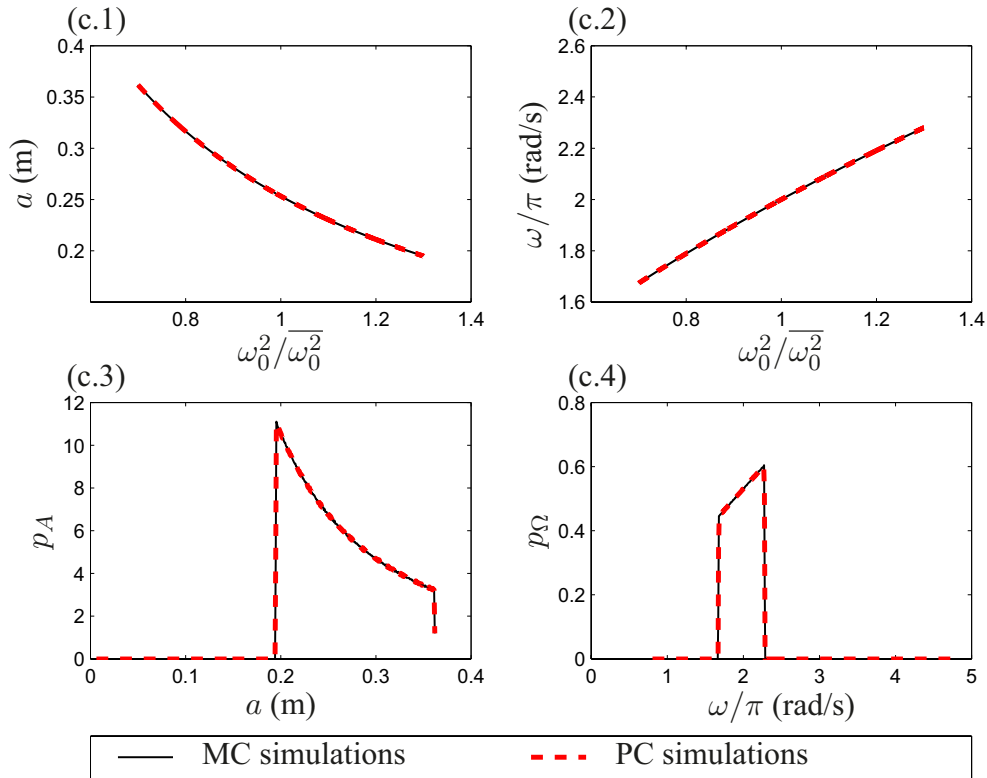 (c.1)
0.4
0.35
0.3
0.25
0.2
a (m)
0.8 1 1.2 1.4
ω₀²/\overline{ω₀²}
(c.2)
2.6
2.4
2.2
2
1.8
1.6
ω/π (rad/s)
0.8 1 1.2 1.4
ω₀²/\overline{ω₀²}
(c.3)
12
10
8
6
4
2
0
p_A
0 0.1 0.2 0.3 0.4
a (m)
(c.4)
0.8
0.6
0.4
0.2
0
p_Ω
0 1 2 3 4 5
ω/π (rad/s)
MC simulations PC simulations